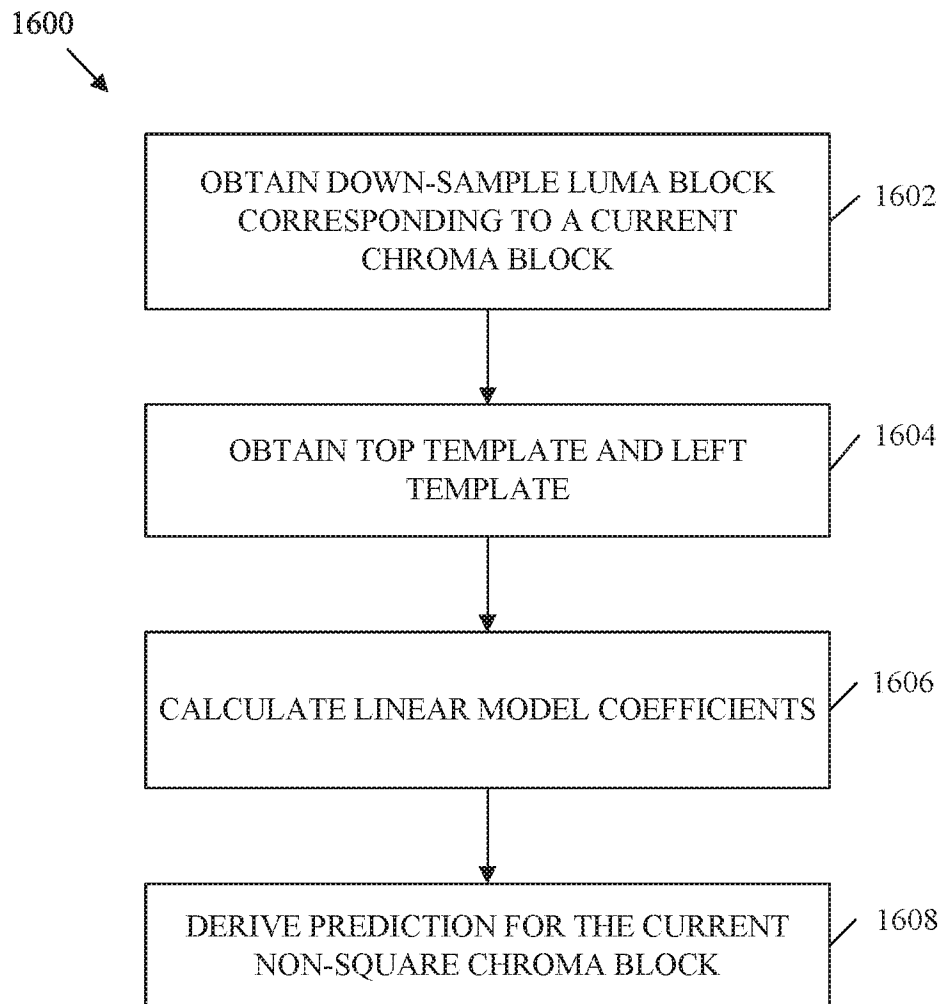 1600
OBTAIN DOWN-SAMPLE LUMA BLOCK
CORRESPONDING TO A CURRENT
CHROMA BLOCK
1602
OBTAIN TOP TEMPLATE AND LEFT
TEMPLATE
1604
CALCULATE LINEAR MODEL COEFFICIENTS
1606
DERIVE PREDICTION FOR THE CURRENT
NON-SQUARE CHROMA BLOCK
1608